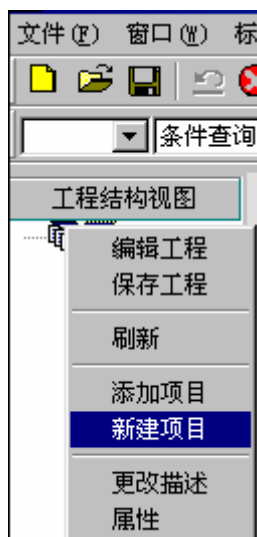 文件(F) 窗口(W) 标
条件查询
工程结构视图
编辑工程
保存工程
刷新
添加项目
新建项目
更改描述
属性